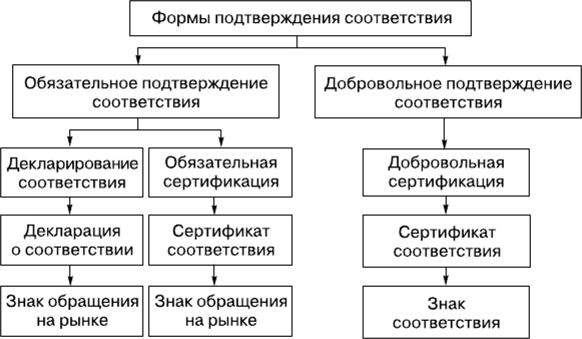 Формы подтверждения соответствия
Обязательное подтверждение
соответствия
Добровольное подтверждение
соответствия
Декларирование
соответствия
Обязательная
сертификация
Добровольная
сертификация
Декларация
о соответствии
Сертификат
соответствия
Сертификат
соответствия
Знак обращения
на рынке
Знак обращения
на рынке
Знак
соответствия